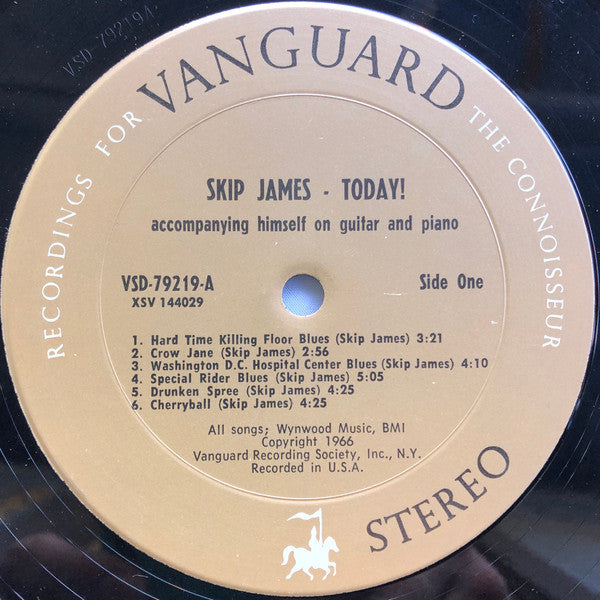 VSD 79219A
RECORDINGS FOR VANGUARD THE CONNOISSEUR
SKIP JAMES - TODAY!
accompanying himself on guitar and piano
VSD-79219-A
XSV 144029
Side One
1. Hard Time Killing Floor Blues (Skip James) 3:21
2. Crow Jane (Skip James) 2:56
3. Washington D.C. Hospital Center Blues (Skip James) 4:10
4. Special Rider Blues (Skip James) 5:05
5. Drunken Spree (Skip James) 4:25
6. Cherryball (Skip James) 4:25
All songs; Wynwood Music, BMI
Copyright 1966
Vanguard Recording Society, Inc., N.Y.
Recorded in U.S.A.
STEREO